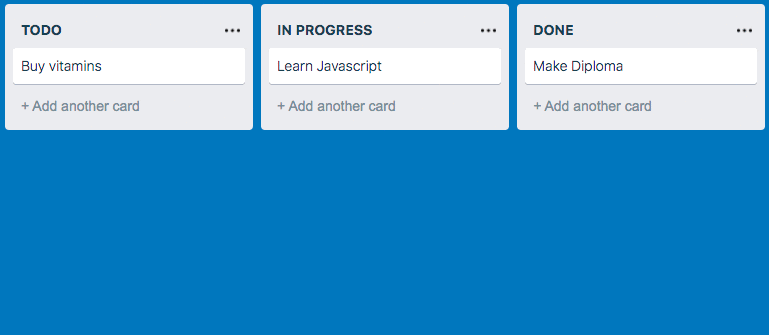 TODO
Buy vitamins
+ Add another card
IN PROGRESS
Learn Javascript
+ Add another card
DONE
Make Diploma
+ Add another card